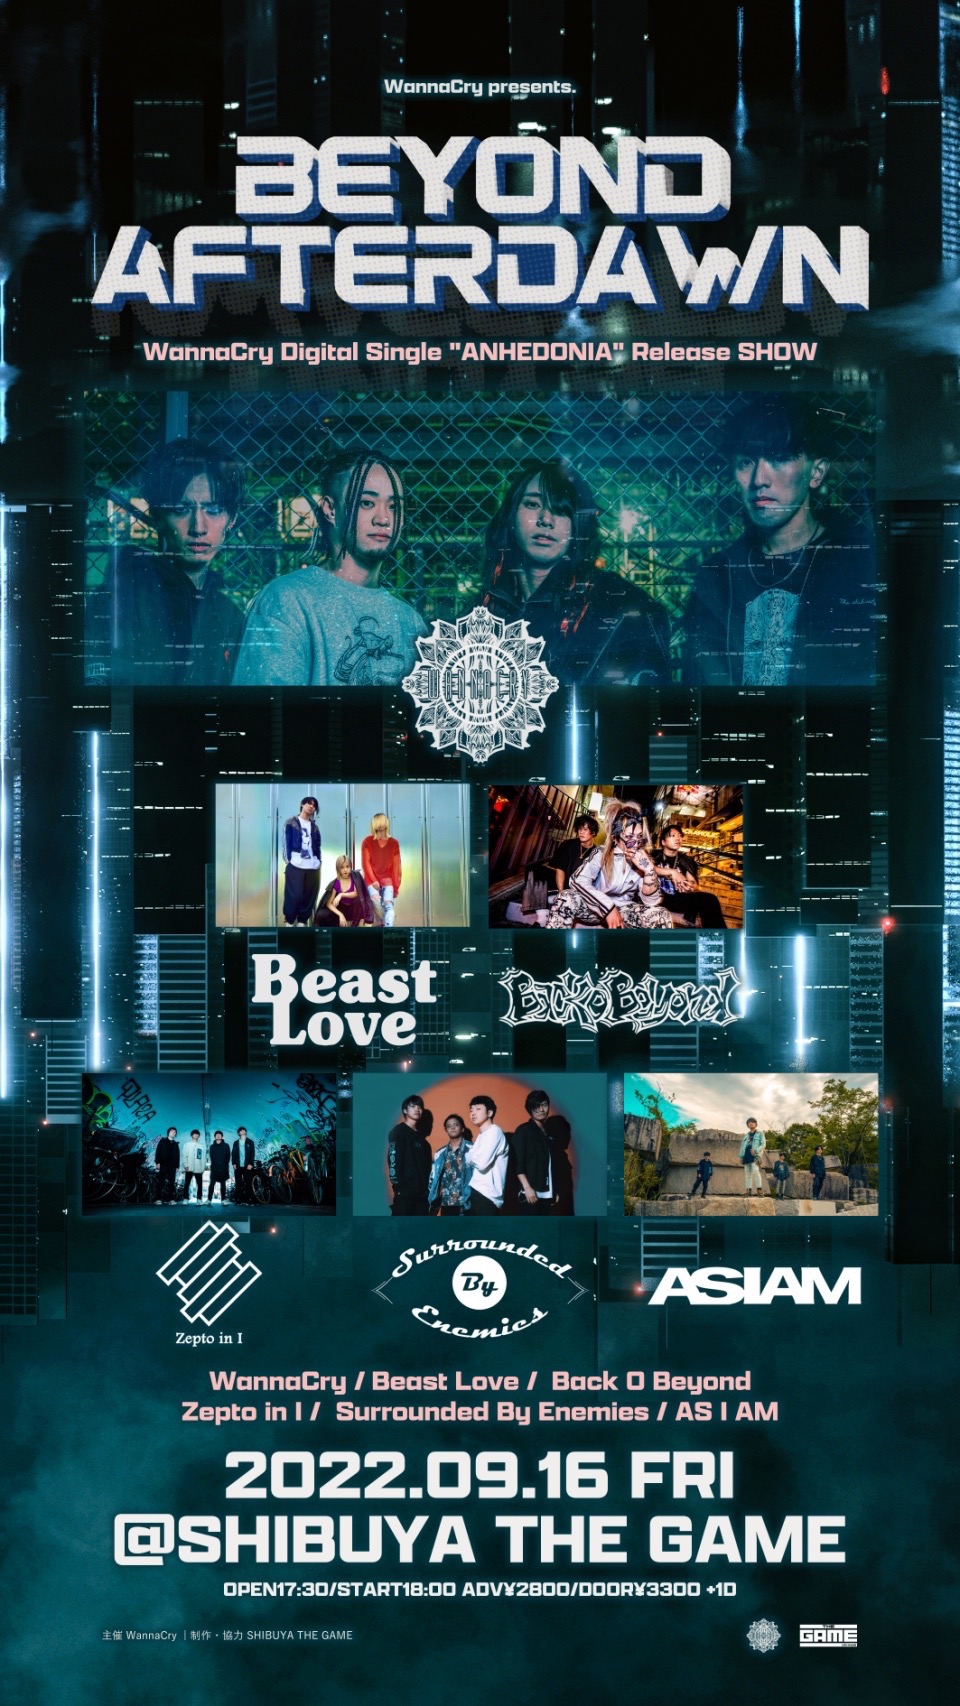 WannaCry presents.
BEYOND
AFTERDAWN
WannaCry Digital Single "ANHEDONIA" Release SHOW
WANNACRY
Beast
Love
Back O Beyond
Zepto in I
Surrounded
By
Enemies
ASIAM
WannaCry / Beast Love / Back O Beyond
Zepto in I / Surrounded By Enemies / AS I AM
2022.09.16 FRI
@SHIBUYA THE GAME
OPEN17:30/START18:00 ADV¥2800/DOOR¥3300 +1D
主催 WannaCry ｜制作・協力 SHIBUYA THE GAME
THE
GAME